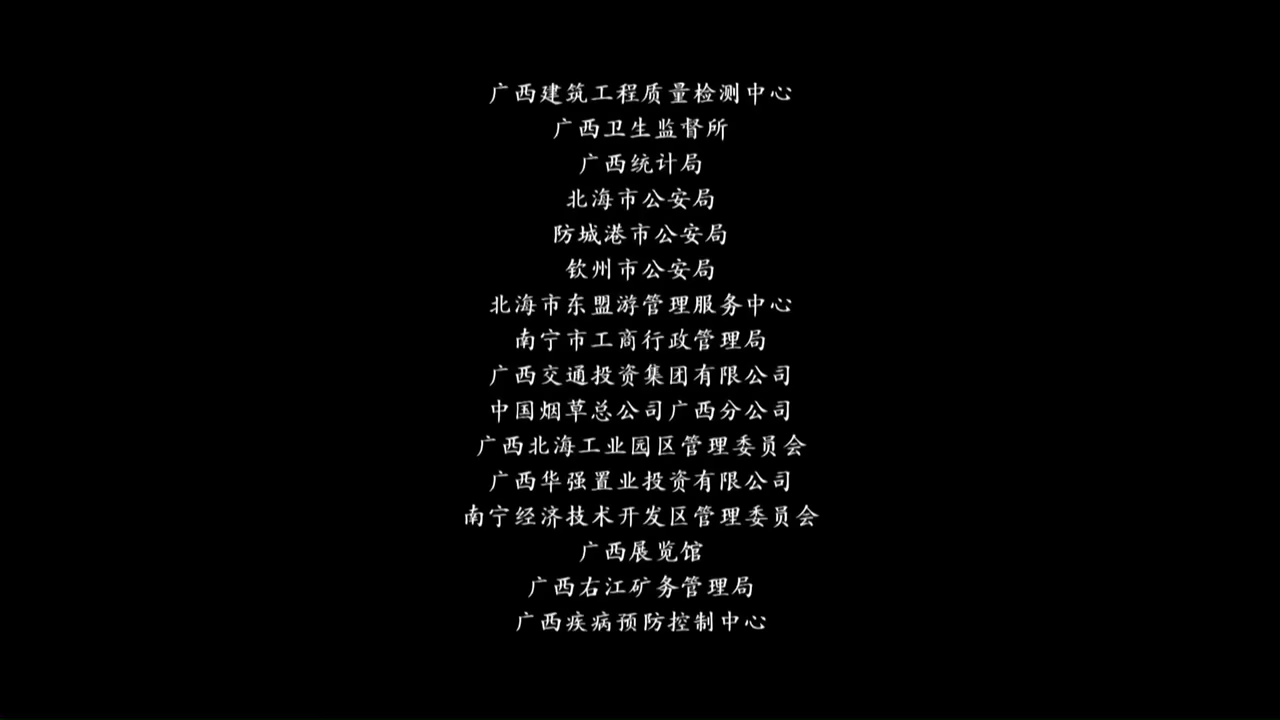 广西建筑工程质量检测中心
广西卫生监督所
广西统计局
北海市公安局
防城港市公安局
钦州市公安局
北海市东盟游管理服务中心
南宁市工商行政管理局
广西交通投资集团有限公司
中国烟草总公司广西分公司
广西北海工业园区管理委员会
广西华强置业投资有限公司
南宁经济技术开发区管理委员会
广西展览馆
广西右江矿务管理局
广西疾病预防控制中心